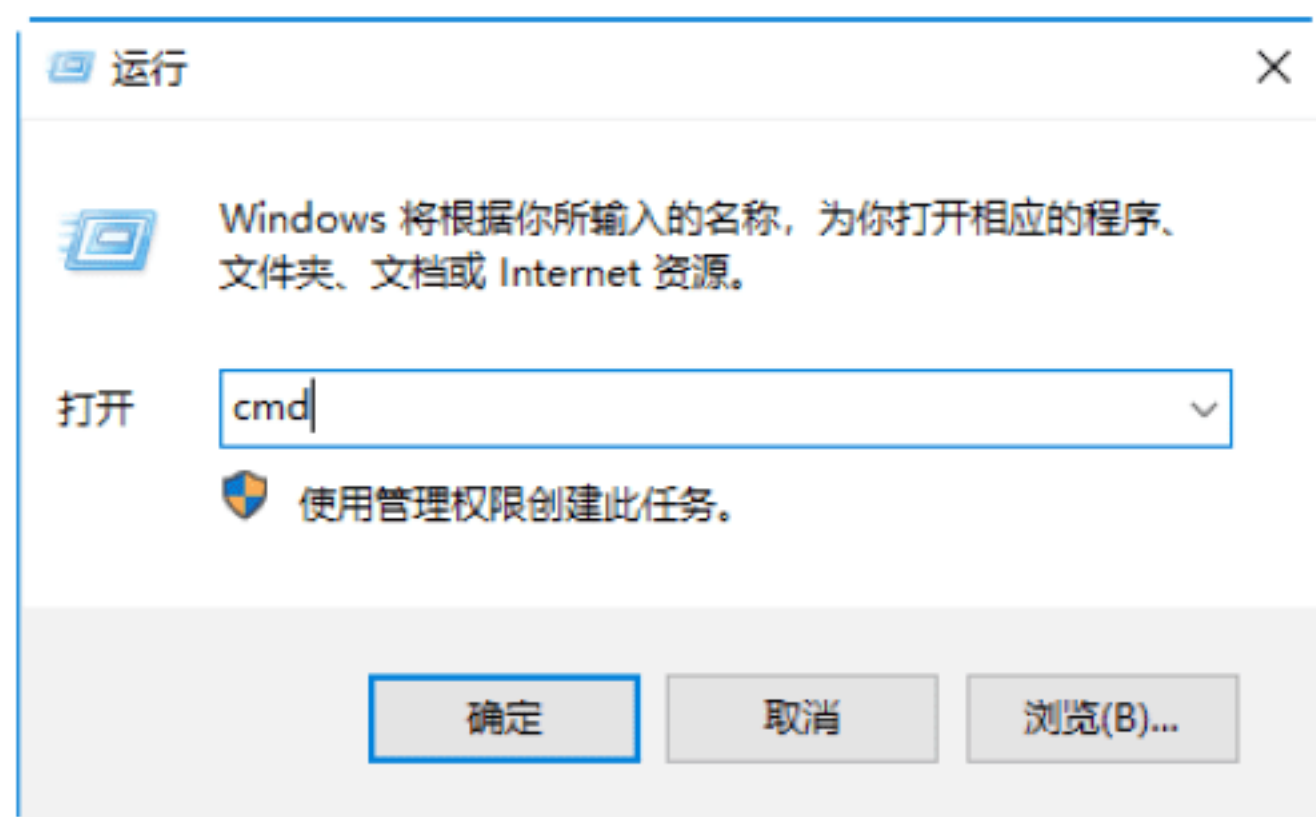 运行
Windows 将根据你所输入的名称，为你打开相应的程序、
文件夹、文档或 Internet 资源。
打开
cmd
使用管理权限创建此任务。
确定
取消
浏览(B)...